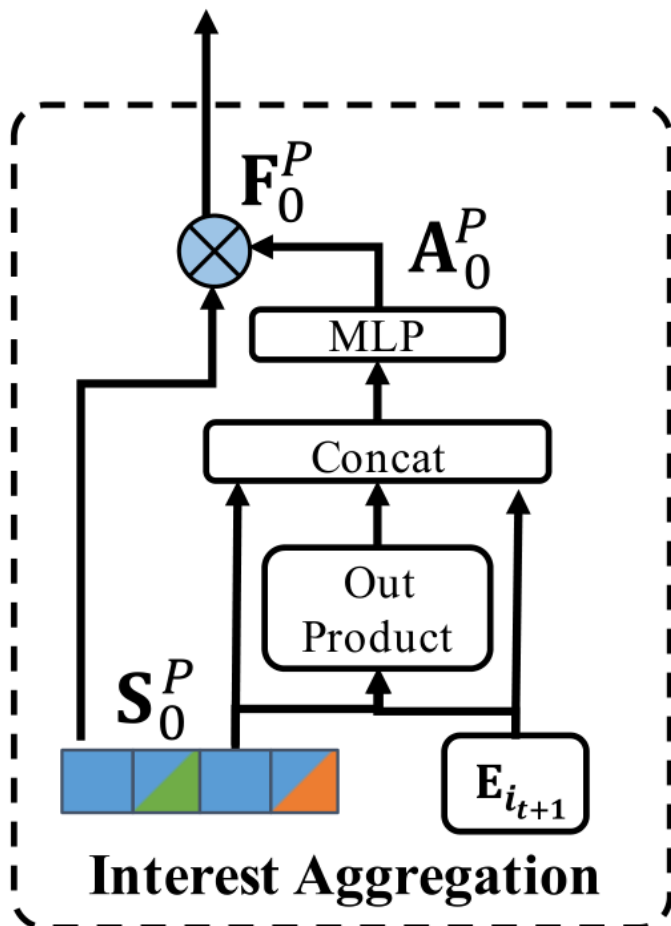 F_0^P
A_0^P
MLP
Concat
Out
Product
S_0^P
E_{i_{t+1}}
Interest Aggregation